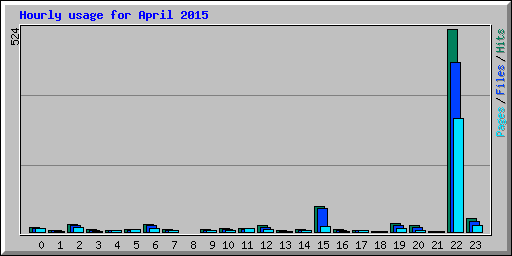 Hourly usage for April 2015
524
Pages/Files/Hits
0 1 2 3 4 5 6 7 8 9 10 11 12 13 14 15 16 17 18 19 20 21 22 23